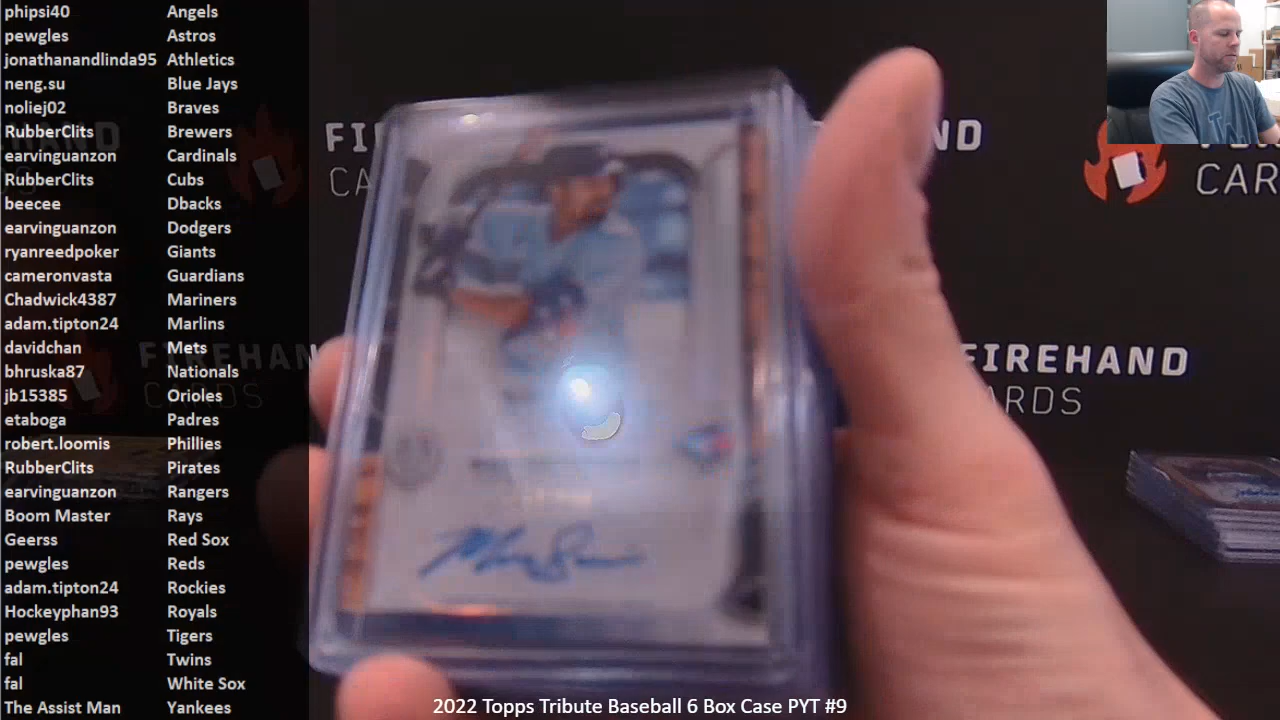 phipsi40 Angels
pewgles Astros
jonathanandlinda95 Athletics
neng.su Blue Jays
noliej02 Braves
RubberClits Brewers
earvinguanzon Cardinals
RubberClits Cubs
beecee Dbacks
earvinguanzon Dodgers
ryanreedpoker Giants
cameronvasta Guardians
Chadwick4387 Mariners
adam.tipton24 Marlins
davidchan Mets
bhruska87 Nationals
jb15385 Orioles
etaboga Padres
robert.loomis Phillies
RubberClits Pirates
earvinguanzon Rangers
Boom Master Rays
Geerss Red Sox
pewgles Reds
adam.tipton24 Rockies
Hockeyphan93 Royals
pewgles Tigers
fal Twins
fal White Sox
The Assist Man Yankees
FIREHAND
FIREHAND
2022 Topps Tribute Baseball 6 Box Case PYT #9